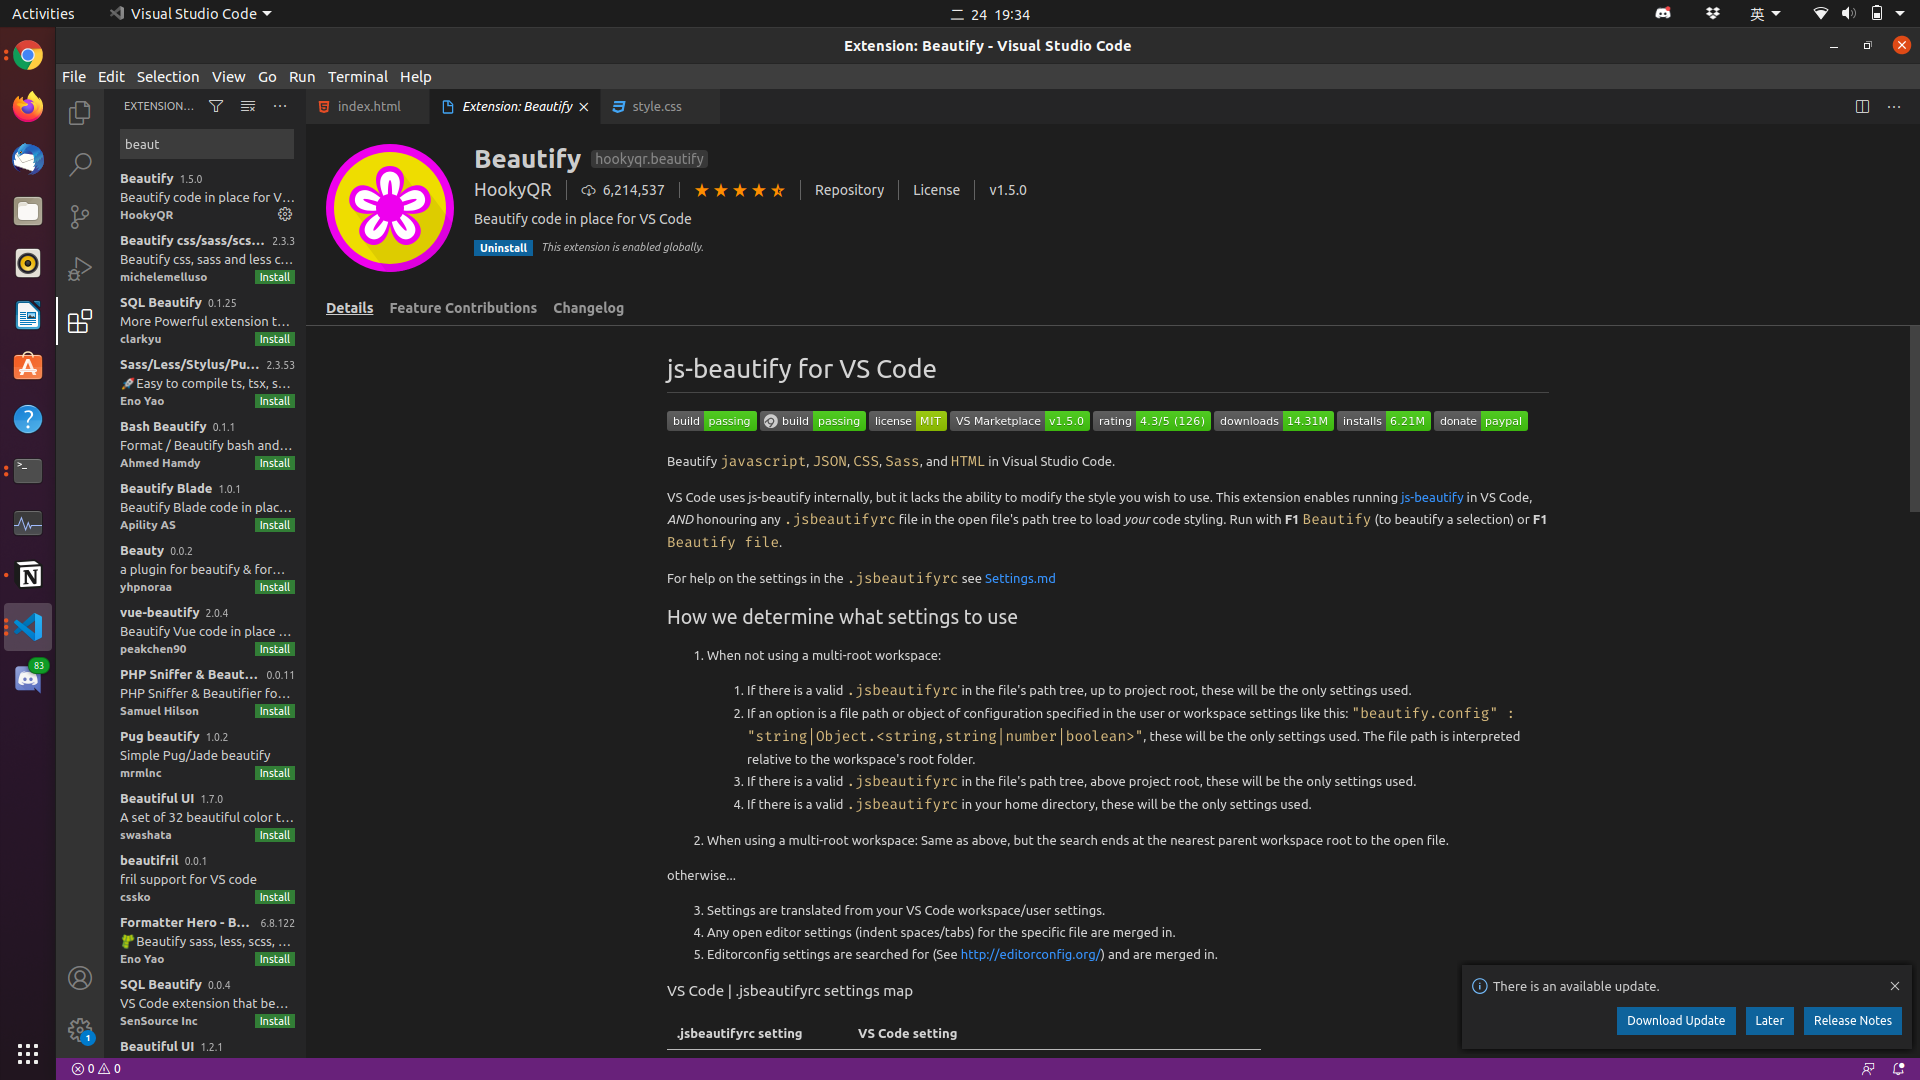 Activities
Visual Studio Code
二 24 19:34
英
Extension: Beautify - Visual Studio Code
File Edit Selection View Go Run Terminal Help
EXTENSION...
beaut
Beautify 1.5.0
Beautify code in place for V...
HookyQR
Beautify css/sass/scs... 2.3.3
Beautify css, sass and less c...
michelemelluso Install
SQL Beautify 0.1.25
More Powerful extension t...
clarkyu Install
Sass/Less/Stylus/Pu... 2.3.53
🚀Easy to compile ts, tsx, s...
Eno Yao Install
Bash Beautify 0.1.1
Format / Beautify bash and...
Ahmed Hamdy Install
Beautify Blade 1.0.1
Beautify Blade code in plac...
Apility AS Install
Beauty 0.0.2
a plugin for beautify & for...
yhpnoraa Install
vue-beautify 2.0.4
Beautify Vue code in place ...
peakchen90 Install
PHP Sniffer & Beaut... 0.0.11
PHP Sniffer & Beautifier fo...
Samuel Hilson Install
Pug beautify 1.0.2
Simple Pug/Jade beautify
mrmlnc Install
Beautiful UI 1.7.0
A set of 32 beautiful color t...
swashata Install
beautifril 0.0.1
fril support for VS code
cssko Install
Formatter Hero - B... 6.8.122
🥦Beautify sass, less, scss, ...
Eno Yao Install
SQL Beautify 0.0.4
VS Code extension that be...
SenSource Inc Install
Beautiful UI 1.2.1
index.html
Extension: Beautify
style.css
Beautify hookyqr.beautify
HookyQR 6,214,537 Repository License v1.5.0
Beautify code in place for VS Code
Uninstall This extension is enabled globally.
Details Feature Contributions Changelog
js-beautify for VS Code
build passing build passing license MIT VS Marketplace v1.5.0 rating 4.3/5 (126) downloads 14.31M installs 6.21M donate paypal
Beautify javascript, JSON, CSS, Sass, and HTML in Visual Studio Code.
VS Code uses js-beautify internally, but it lacks the ability to modify the style you wish to use. This extension enables running js-beautify in VS Code,
AND honouring any .jsbeautifyrc file in the open file's path tree to load your code styling. Run with F1 Beautify (to beautify a selection) or F1
Beautify file.
For help on the settings in the .jsbeautifyrc see Settings.md
How we determine what settings to use
1. When not using a multi-root workspace:
1. If there is a valid .jsbeautifyrc in the file's path tree, up to project root, these will be the only settings used.
2. If an option is a file path or object of configuration specified in the user or workspace settings like this: "beautify.config" :
"string|Object.<string,string|number|boolean>", these will be the only settings used. The file path is interpreted
relative to the workspace's root folder.
3. If there is a valid .jsbeautifyrc in the file's path tree, above project root, these will be the only settings used.
4. If there is a valid .jsbeautifyrc in your home directory, these will be the only settings used.
2. When using a multi-root workspace: Same as above, but the search ends at the nearest parent workspace root to the open file.
otherwise...
3. Settings are translated from your VS Code workspace/user settings.
4. Any open editor settings (indent spaces/tabs) for the specific file are merged in.
5. Editorconfig settings are searched for (See http://editorconfig.org/) and are merged in.
VS Code | .jsbeautifyrc settings map
.jsbeautifyrc setting VS Code setting
There is an available update.
Download Update Later Release Notes
83
1
0 0